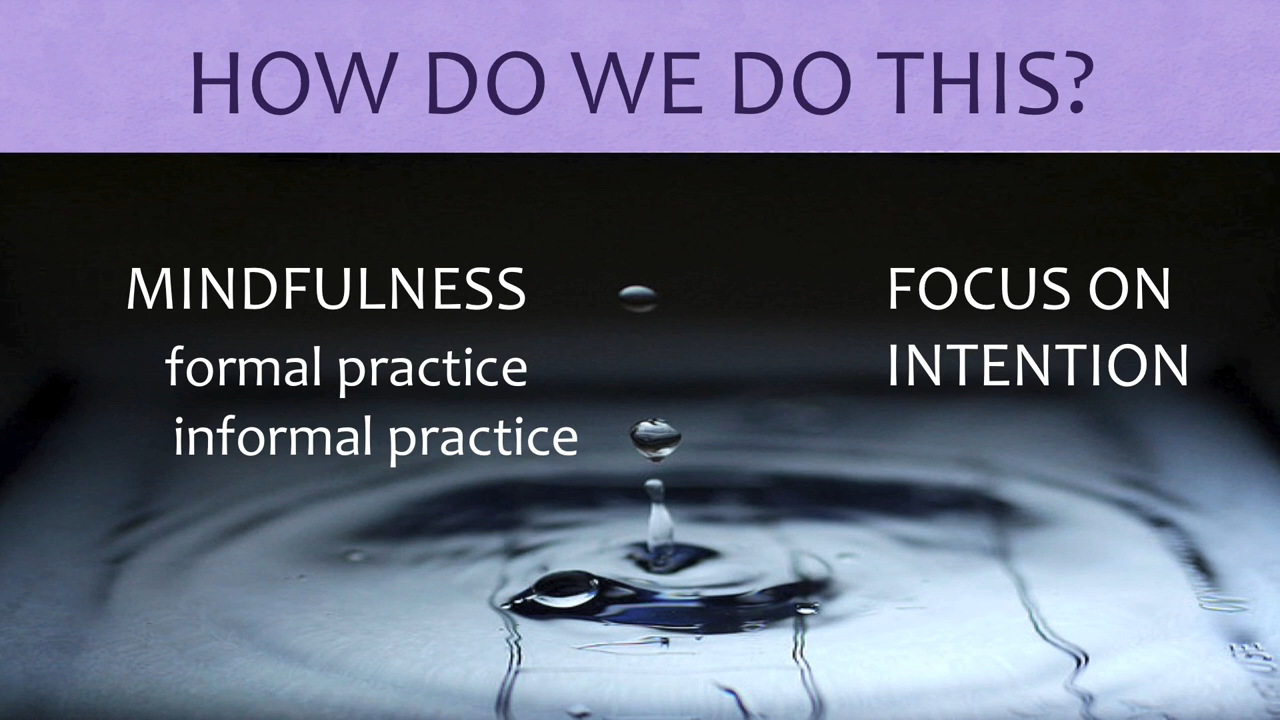 HOW DO WE DO THIS?
MINDFULNESS
formal practice
informal practice
FOCUS ON
INTENTION